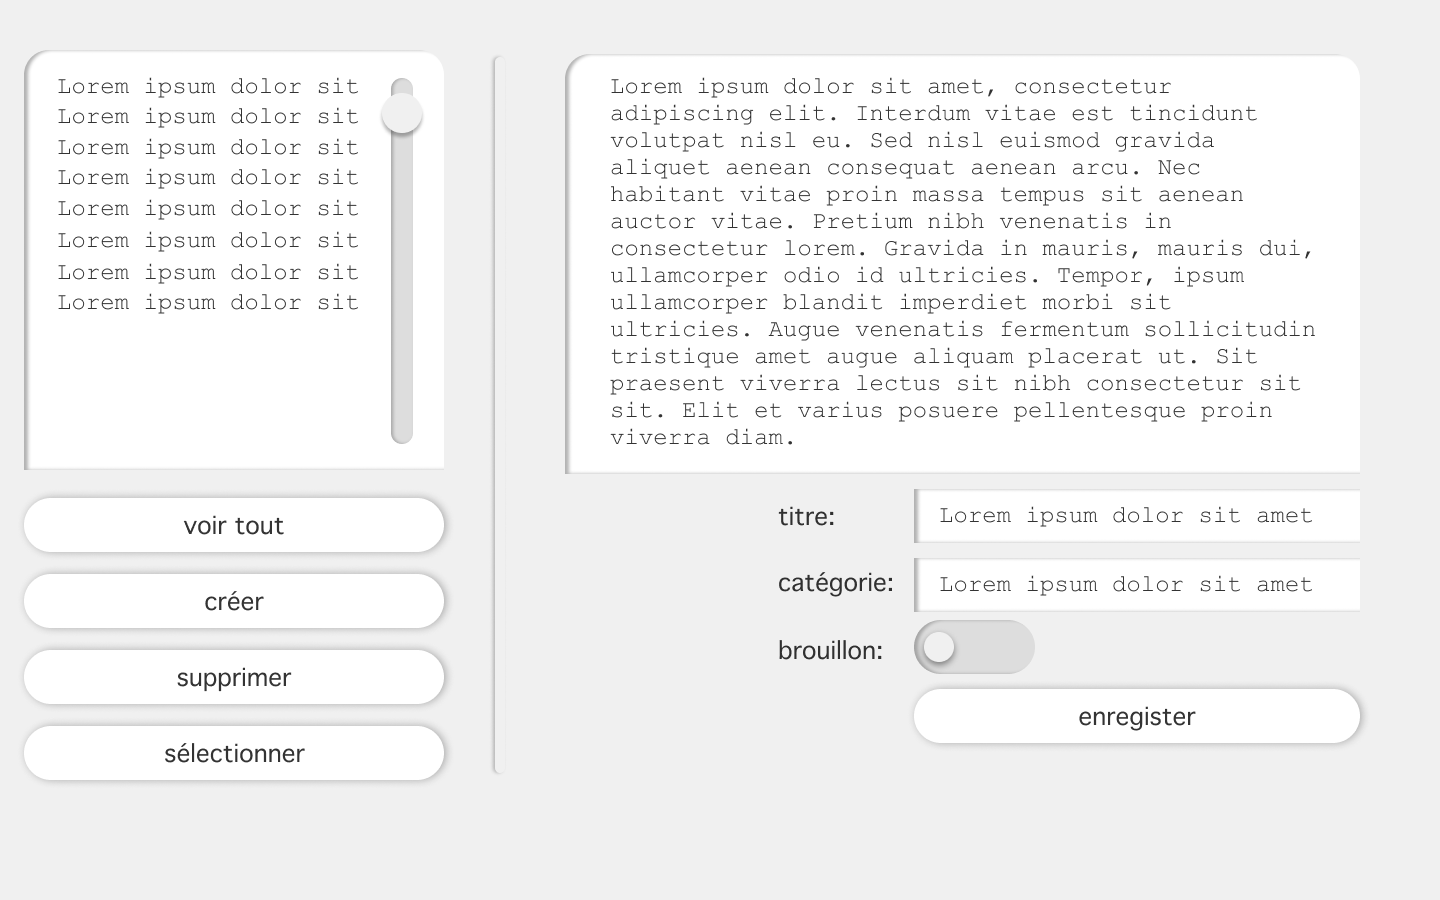 Lorem ipsum dolor sit
Lorem ipsum dolor sit
Lorem ipsum dolor sit
Lorem ipsum dolor sit
Lorem ipsum dolor sit
Lorem ipsum dolor sit
Lorem ipsum dolor sit
Lorem ipsum dolor sit
voir tout
créer
supprimer
sélectionner
Lorem ipsum dolor sit amet, consectetur
adipiscing elit. Interdum vitae est tincidunt
volutpat nisl eu. Sed nisl euismod gravida
aliquet aenean consequat aenean arcu. Nec
habitant vitae proin massa tempus sit aenean
auctor vitae. Pretium nibh venenatis in
consectetur lorem. Gravida in mauris, mauris dui,
ullamcorper odio id ultricies. Tempor, ipsum
ullamcorper blandit imperdiet morbi sit
ultricies. Augue venenatis fermentum sollicitudin
tristique amet augue aliquam placerat ut. Sit
praesent viverra lectus sit nibh consectetur sit
sit. Elit et varius posuere pellentesque proin
viverra diam.
titre: Lorem ipsum dolor sit amet
catégorie: Lorem ipsum dolor sit amet
brouillon:
enregister